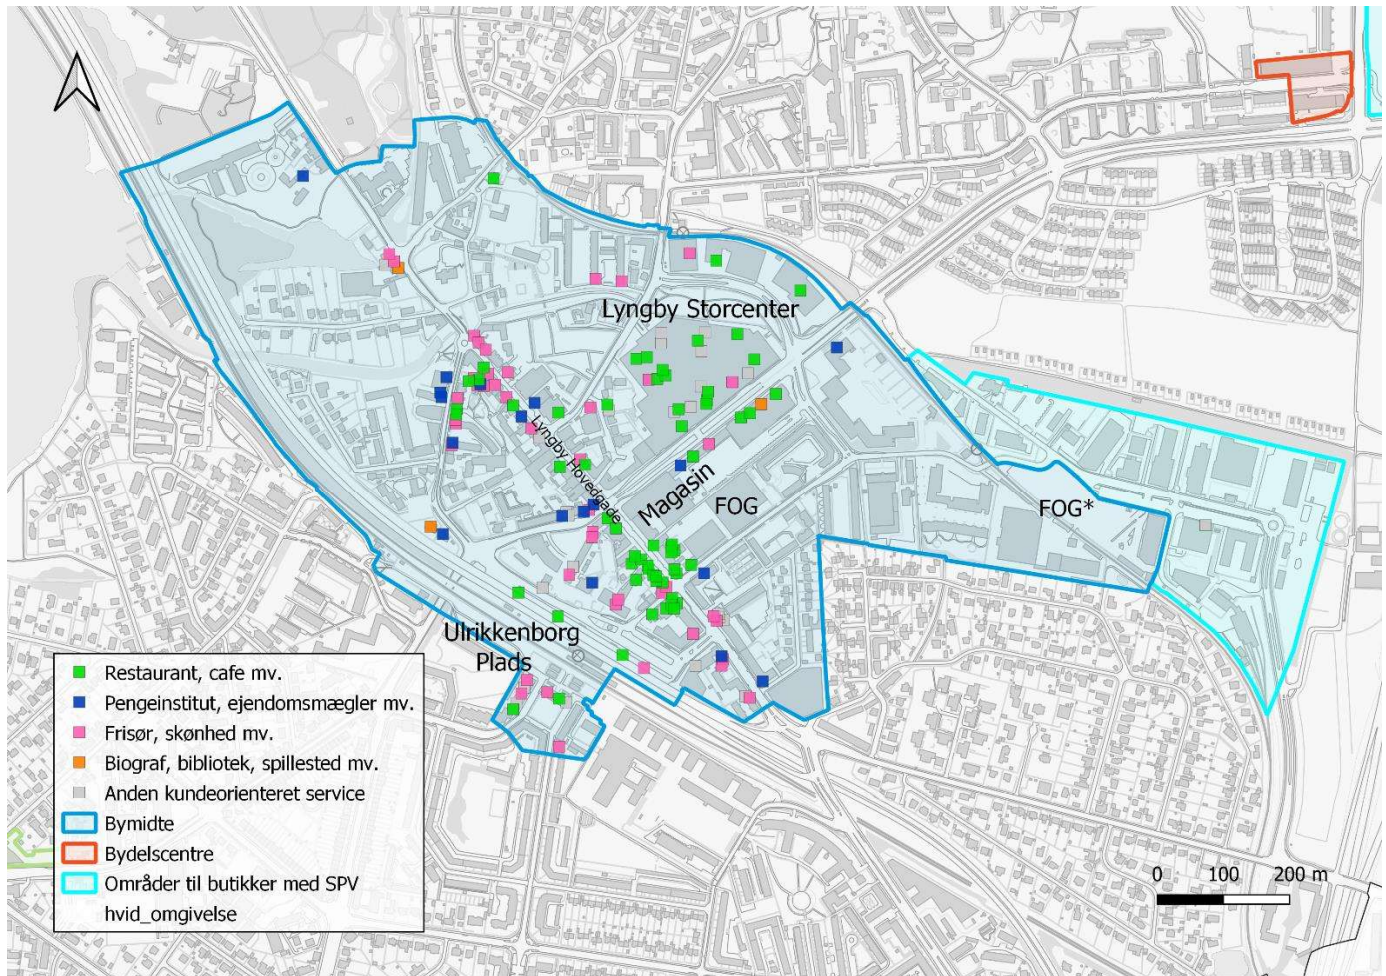 Lyngby Storcenter
Lyngby Hovedgade
Magasin
FOG
FOG*
Ulrikkenborg
Plads
Restaurant, cafe mv.
Pengeinstitut, ejendomsmægler mv.
Frisør, skønhed mv.
Biograf, bibliotek, spillested mv.
Anden kundeorienteret service
Bymidte
Bydelscentre
Områder til butikker med SPV
hvid_omgivelse
0 100 200 m